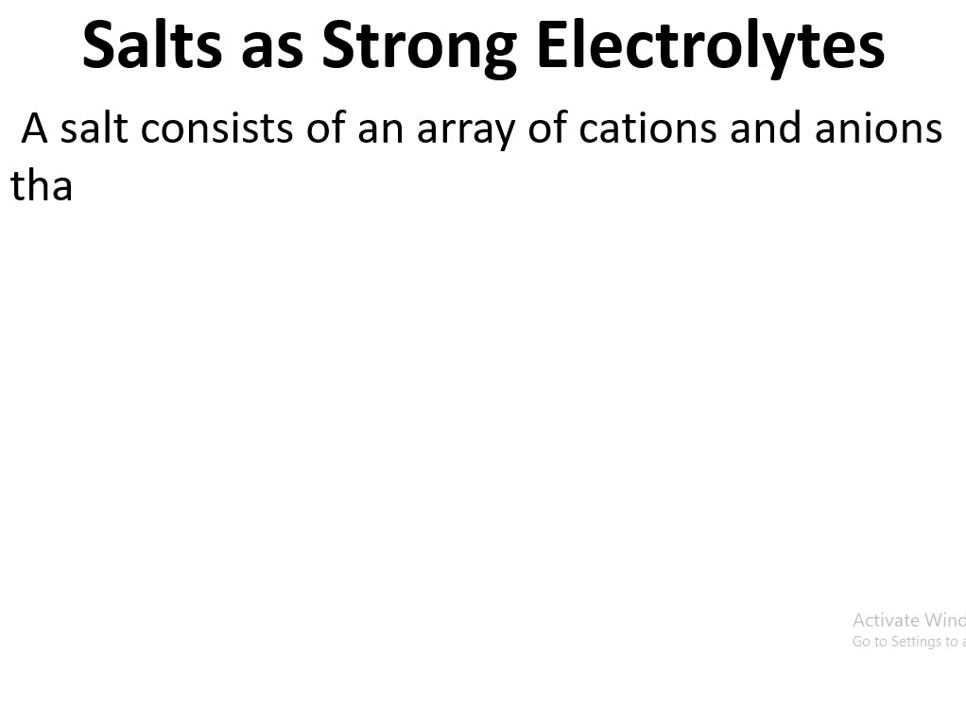 Salts as Strong Electrolytes
A salt consists of an array of cations and anions
tha
Activate Wind
Go to Settings to a